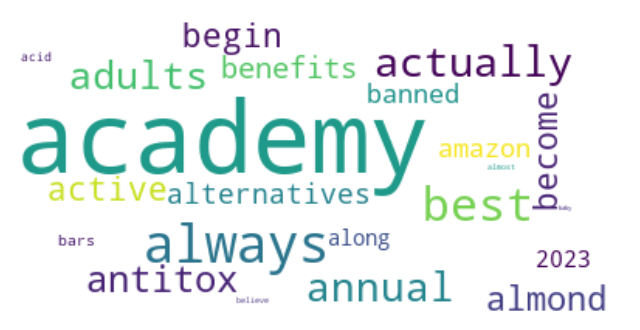 begin
acid
adults
benefits
actually
banned
academy
become
amazon
almost
active
alternatives
best
baby
always
along
bars
2023
antitox
annual
almond
believe